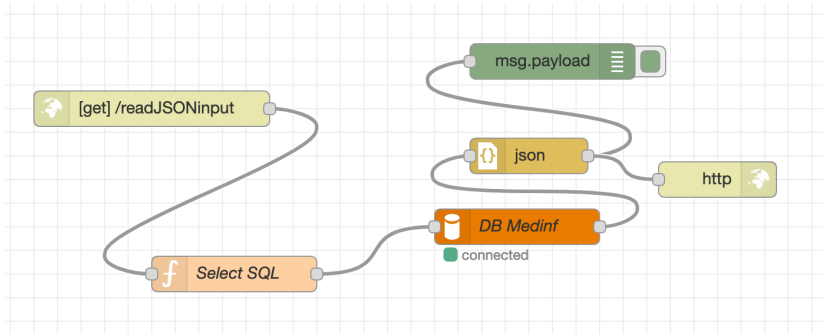 msg.payload
[get] /readJSONinput
{} json
http
DB Medinf
connected
f Select SQL